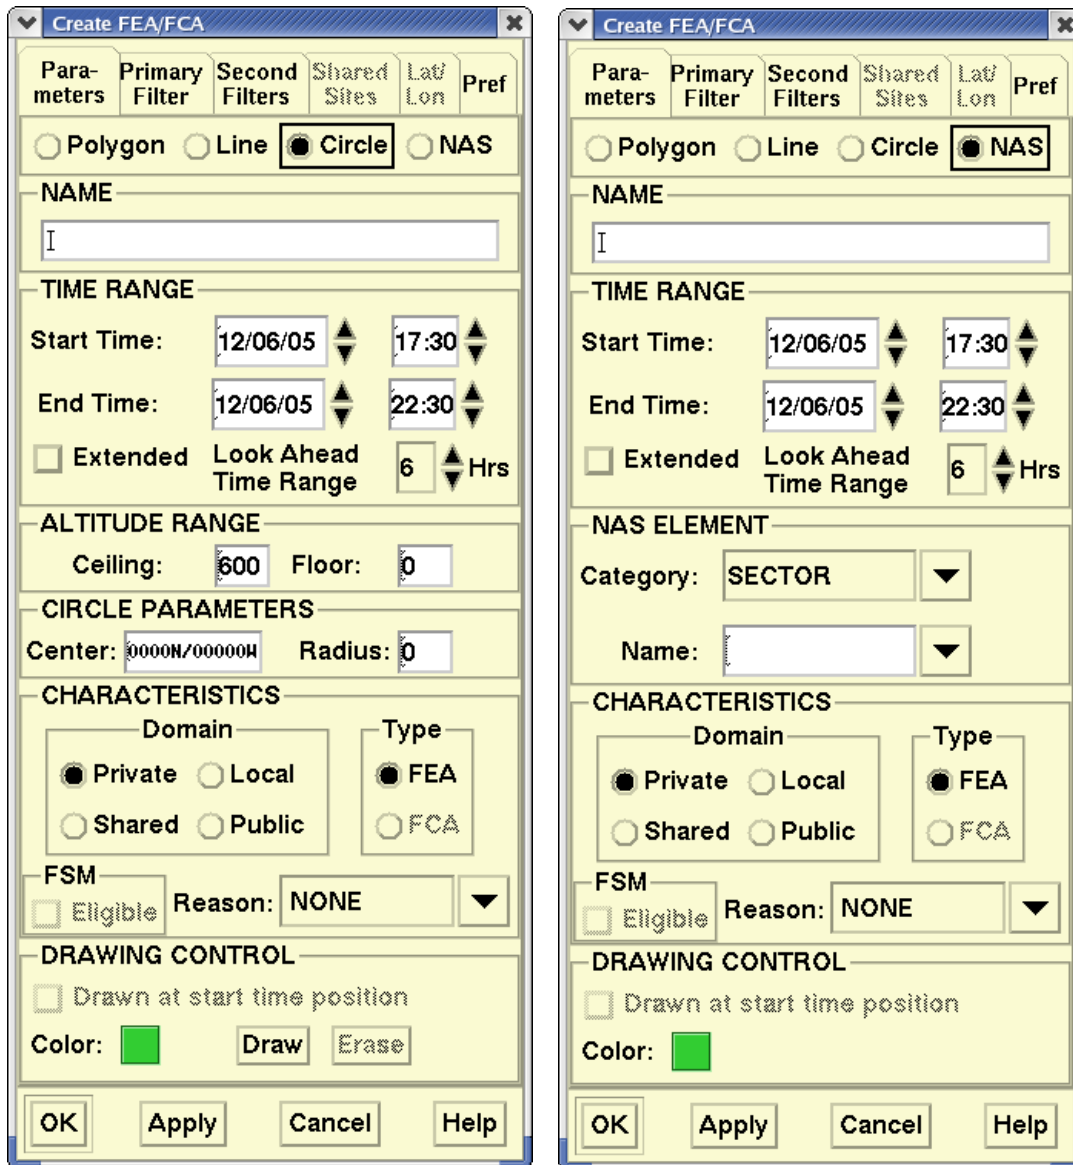 Create FEA/FCA
Para-
meters
Primary
Filter
Second
Filters
Shared
Sites
Lat/
Lon
Pref
Polygon Line Circle NAS
NAME
TIME RANGE
Start Time: 12/06/05 17:30
End Time: 12/06/05 22:30
Extended
Look Ahead
Time Range
6 Hrs
ALTITUDE RANGE
Ceiling: 600 Floor: 0
CIRCLE PARAMETERS
Center: 0000N/00000W Radius: 0
CHARACTERISTICS
Domain
Private Local
Shared Public
Type
FEA
FCA
FSM
Eligible
Reason: NONE
DRAWING CONTROL
Drawn at start time position
Color: Draw Erase
OK Apply Cancel Help
Create FEA/FCA
Para-
meters
Primary
Filter
Second
Filters
Shared
Sites
Lat/
Lon
Pref
Polygon Line Circle NAS
NAME
TIME RANGE
Start Time: 12/06/05 17:30
End Time: 12/06/05 22:30
Extended
Look Ahead
Time Range
6 Hrs
NAS ELEMENT
Category: SECTOR
Name:
CHARACTERISTICS
Domain
Private Local
Shared Public
Type
FEA
FCA
FSM
Eligible
Reason: NONE
DRAWING CONTROL
Drawn at start time position
Color:
OK Apply Cancel Help